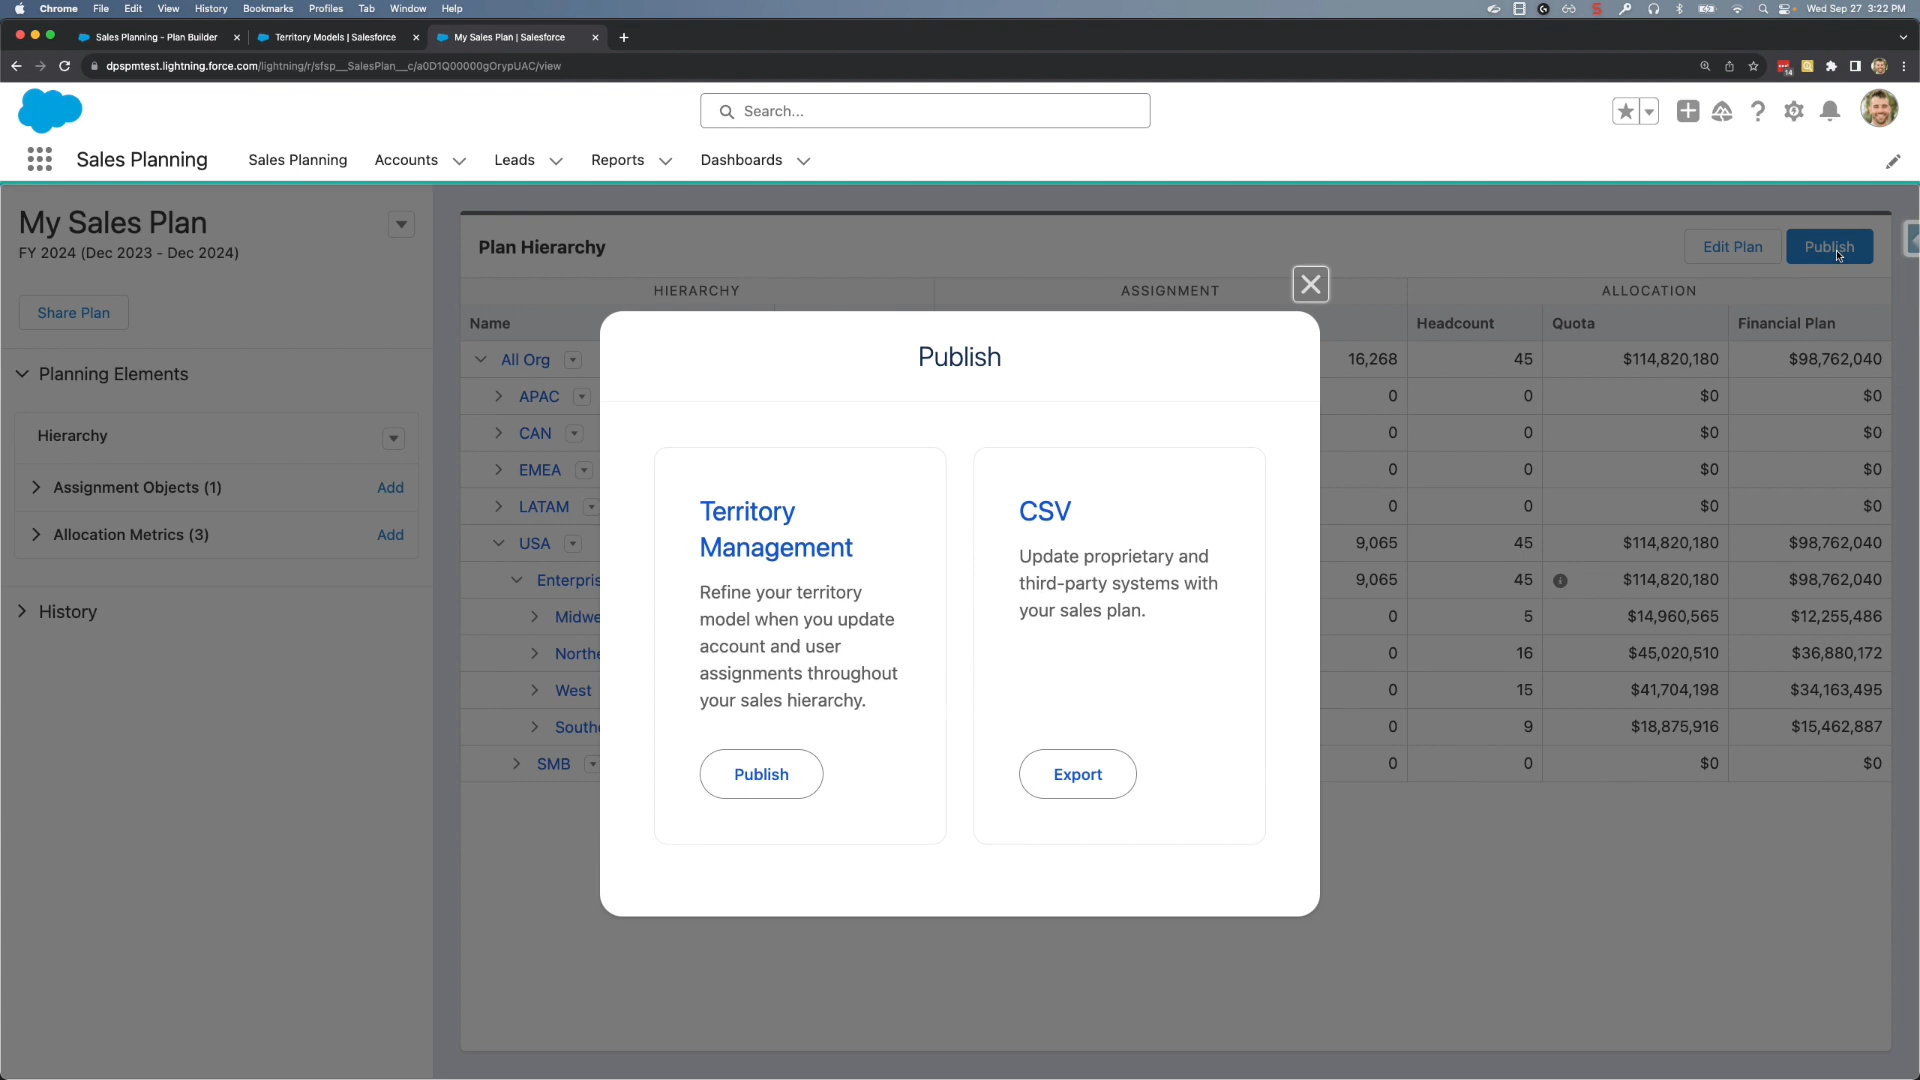 Chrome File Edit View History Bookmarks Profiles Tab Window Help Wed Sep 27 3:22 PM
Sales Planning - Plan Builder Territory Models | Salesforce My Sales Plan | Salesforce
dpspmtest.lightning.force.com/lightning/r/sfsp__SalesPlan__c/a0D1Q00000gOrypUAC/view 14
Search...
Sales Planning Sales Planning Accounts Leads Reports Dashboards
My Sales Plan
FY 2024 (Dec 2023 - Dec 2024)
Share Plan
Planning Elements
Hierarchy
Assignment Objects (1) Add
Allocation Metrics (3) Add
History
Plan Hierarchy Edit Plan Publish
HIERARCHY ASSIGNMENT ALLOCATION
Name Headcount Quota Financial Plan
All Org 16,268 45 $114,820,180 $98,762,040
APAC 0 0 $0 $0
CAN 0 0 $0 $0
EMEA 0 0 $0 $0
LATAM 0 0 $0 $0
USA 9,065 45 $114,820,180 $98,762,040
Enterpris 9,065 45 $114,820,180 $98,762,040
Midwe 0 5 $14,960,565 $12,255,486
Northe 0 16 $45,020,510 $36,880,172
West 0 15 $41,704,198 $34,163,495
Southe 0 9 $18,875,916 $15,462,887
SMB 0 0 $0 $0
Publish
Territory
Management
Refine your territory
model when you update
account and user
assignments throughout
your sales hierarchy.
Publish
CSV
Update proprietary and
third-party systems with
your sales plan.
Export